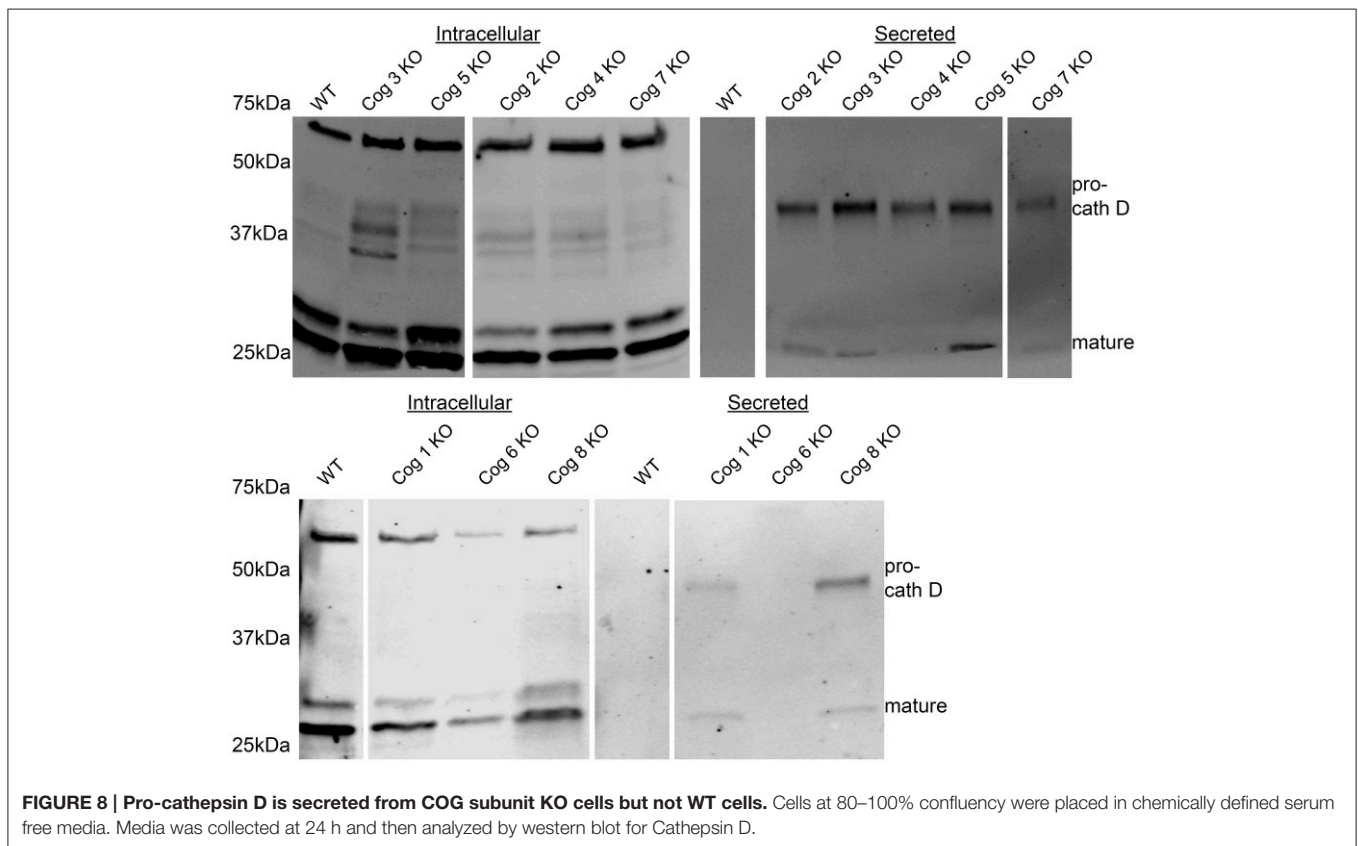 Intracellular
Secreted
WT
Cog 3 KO
Cog 5 KO
Cog 2 KO
Cog 4 KO
Cog 7 KO
WT
Cog 2 KO
Cog 3 KO
Cog 4 KO
Cog 5 KO
Cog 7 KO
75kDa
50kDa
37kDa
25kDa
pro-
cath D
mature
Intracellular
Secreted
WT
Cog 1 KO
Cog 6 KO
Cog 8 KO
WT
Cog 1 KO
Cog 6 KO
Cog 8 KO
75kDa
50kDa
37kDa
25kDa
pro-
cath D
mature
FIGURE 8 | Pro-cathepsin D is secreted from COG subunit KO cells but not WT cells. Cells at 80–100% confluency were placed in chemically defined serum
free media. Media was collected at 24 h and then analyzed by western blot for Cathepsin D.